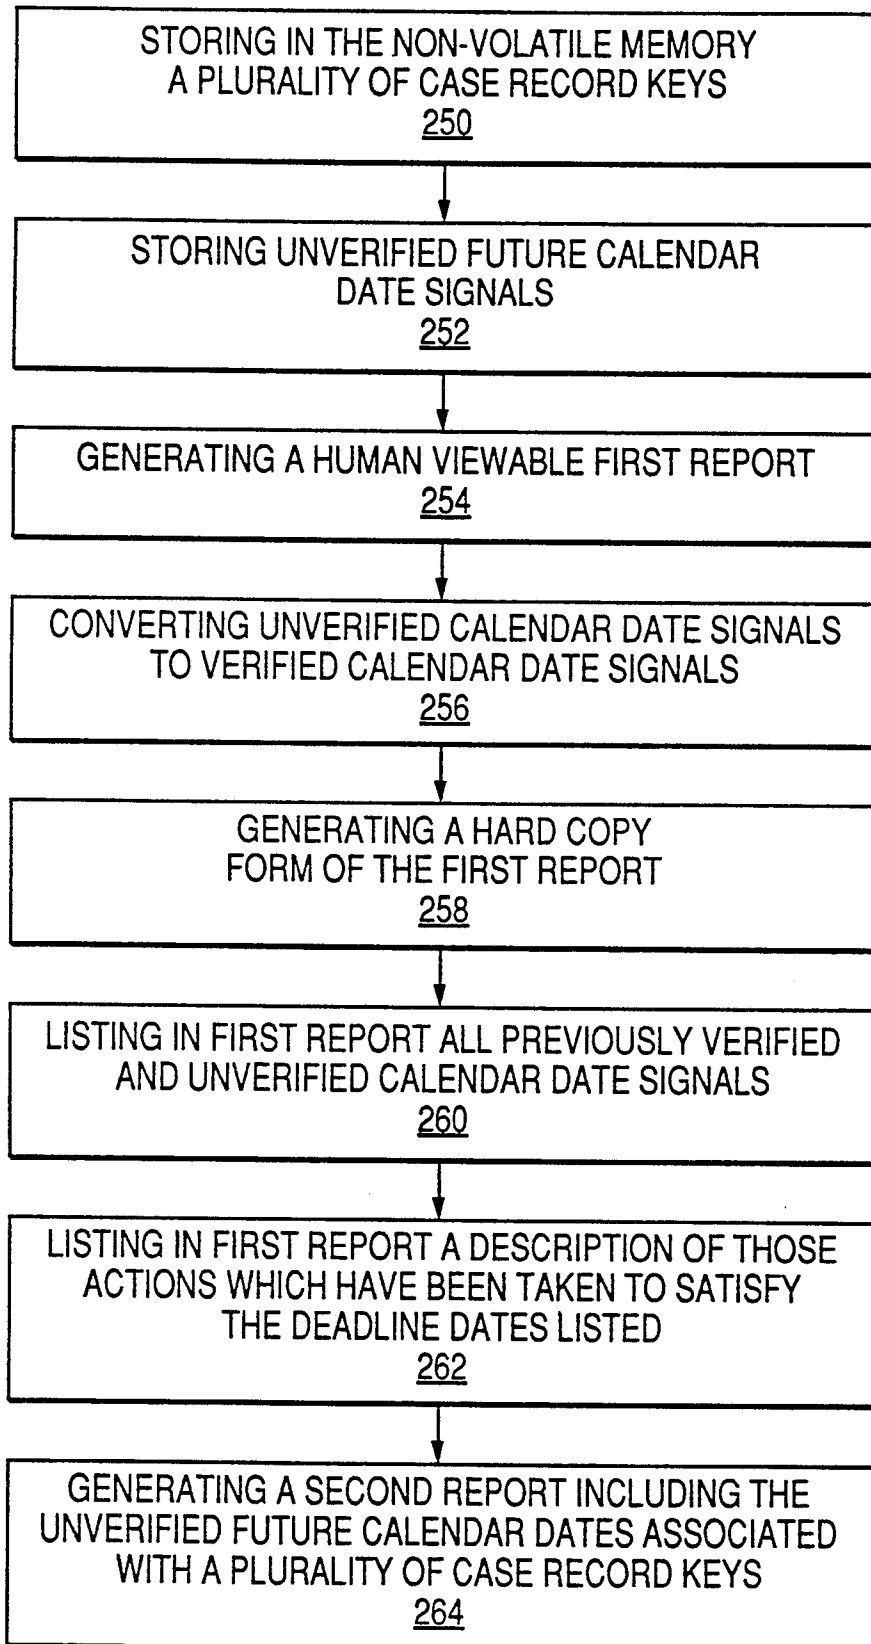 STORING IN THE NON-VOLATILE MEMORY
A PLURALITY OF CASE RECORD KEYS
250
STORING UNVERIFIED FUTURE CALENDAR
DATE SIGNALS
252
GENERATING A HUMAN VIEWABLE FIRST REPORT
254
CONVERTING UNVERIFIED CALENDAR DATE SIGNALS
TO VERIFIED CALENDAR DATE SIGNALS
256
GENERATING A HARD COPY
FORM OF THE FIRST REPORT
258
LISTING IN FIRST REPORT ALL PREVIOUSLY VERIFIED
AND UNVERIFIED CALENDAR DATE SIGNALS
260
LISTING IN FIRST REPORT A DESCRIPTION OF THOSE
ACTIONS WHICH HAVE BEEN TAKEN TO SATISFY
THE DEADLINE DATES LISTED
262
GENERATING A SECOND REPORT INCLUDING THE
UNVERIFIED FUTURE CALENDAR DATES ASSOCIATED
WITH A PLURALITY OF CASE RECORD KEYS
264